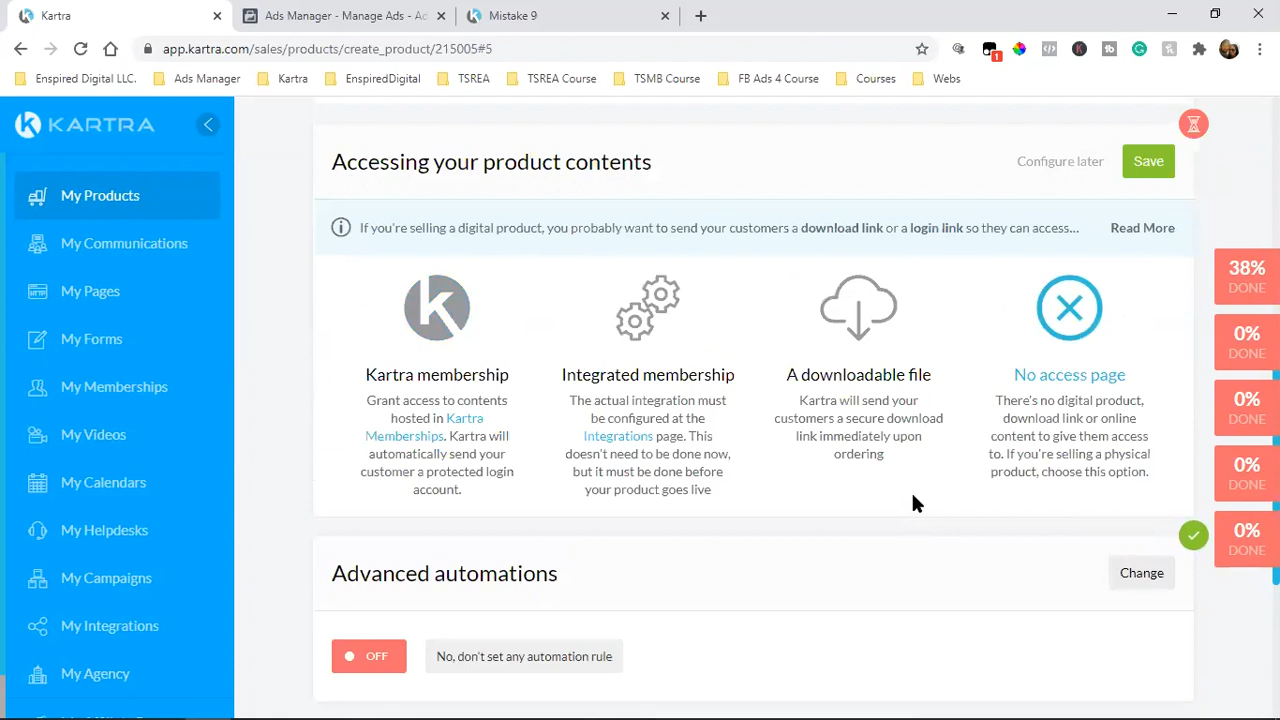 Kartra
Ads Manager - Manage Ads - Ac
Mistake 9
app.kartra.com/sales/products/create_product/215005#5
1
Enspired Digital LLC.
Ads Manager
Kartra
EnspiredDigital
TSREA
TSREA Course
TSMB Course
FB Ads 4 Course
Courses
Webs
KARTRA
My Products
My Communications
My Pages
My Forms
My Memberships
My Videos
My Calendars
My Helpdesks
My Campaigns
My Integrations
My Agency
Accessing your product contents
Configure later
Save
If you're selling a digital product, you probably want to send your customers a download link or a login link so they can access...
Read More
Kartra membership
Grant access to contents
hosted in Kartra
Memberships. Kartra will
automatically send your
customer a protected login
account.
Integrated membership
The actual integration must
be configured at the
Integrations page. This
doesn't need to be done now,
but it must be done before
your product goes live
A downloadable file
Kartra will send your
customers a secure download
link immediately upon
ordering
No access page
There's no digital product,
download link or online
content to give them access
to. If you're selling a physical
product, choose this option.
Advanced automations
Change
OFF
No, don't set any automation rule
38%
DONE
0%
DONE
0%
DONE
0%
DONE
0%
DONE